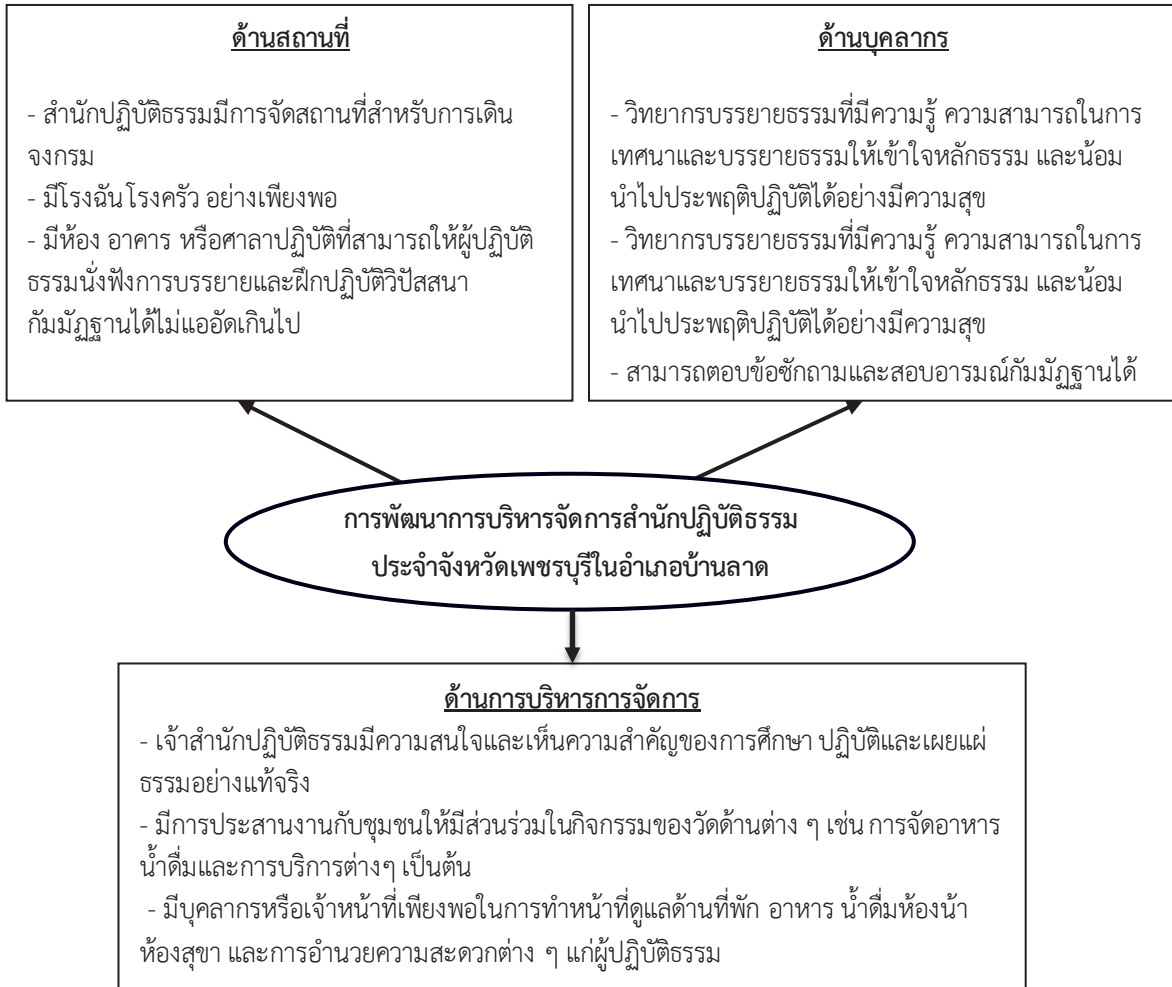 ด้านสถานที่
- สำนักปฏิบัติธรรมมีการจัดสถานที่สำหรับการเดิน
จงกรม
- มีโรงฉัน โรงครัว อย่างเพียงพอ
- มีห้อง อาคาร หรือศาลาปฏิบัติที่สามารถให้ผู้ปฏิบัติ
ธรรมนั่งฟังการบรรยายและฝึกปฏิบัติวิปัสสนา
กัมมัฏฐานได้ไม่แออัดเกินไป
ด้านบุคลากร
- วิทยากรบรรยายธรรมที่มีความรู้ ความสามารถในการ
เทศนาและบรรยายธรรมให้เข้าใจหลักธรรม และน้อม
นำไปประพฤติปฏิบัติได้อย่างมีความสุข
- วิทยากรบรรยายธรรมที่มีความรู้ ความสามารถในการ
เทศนาและบรรยายธรรมให้เข้าใจหลักธรรม และน้อม
นำไปประพฤติปฏิบัติได้อย่างมีความสุข
- สามารถตอบข้อซักถามและสอบอารมณ์กัมมัฏฐานได้
การพัฒนาการบริหารจัดการสำนักปฏิบัติธรรม
ประจำจังหวัดเพชรบุรีในอำเภอบ้านลาด
ด้านการบริหารการจัดการ
- เจ้าสำนักปฏิบัติธรรมมีความสนใจและเห็นความสำคัญของการศึกษา ปฏิบัติและเผยแผ่
ธรรมอย่างแท้จริง
- มีการประสานงานกับชุมชนให้มีส่วนร่วมในกิจกรรมของวัดด้านต่าง ๆ เช่น การจัดอาหาร
น้ำดื่มและการบริการต่างๆ เป็นต้น
- มีบุคลากรหรือเจ้าหน้าที่เพียงพอในการทำหน้าที่ดูแลด้านที่พัก อาหาร น้ำดื่มห้องน้ำ
ห้องสุขา และการอำนวยความสะดวกต่าง ๆ แก่ผู้ปฏิบัติธรรม